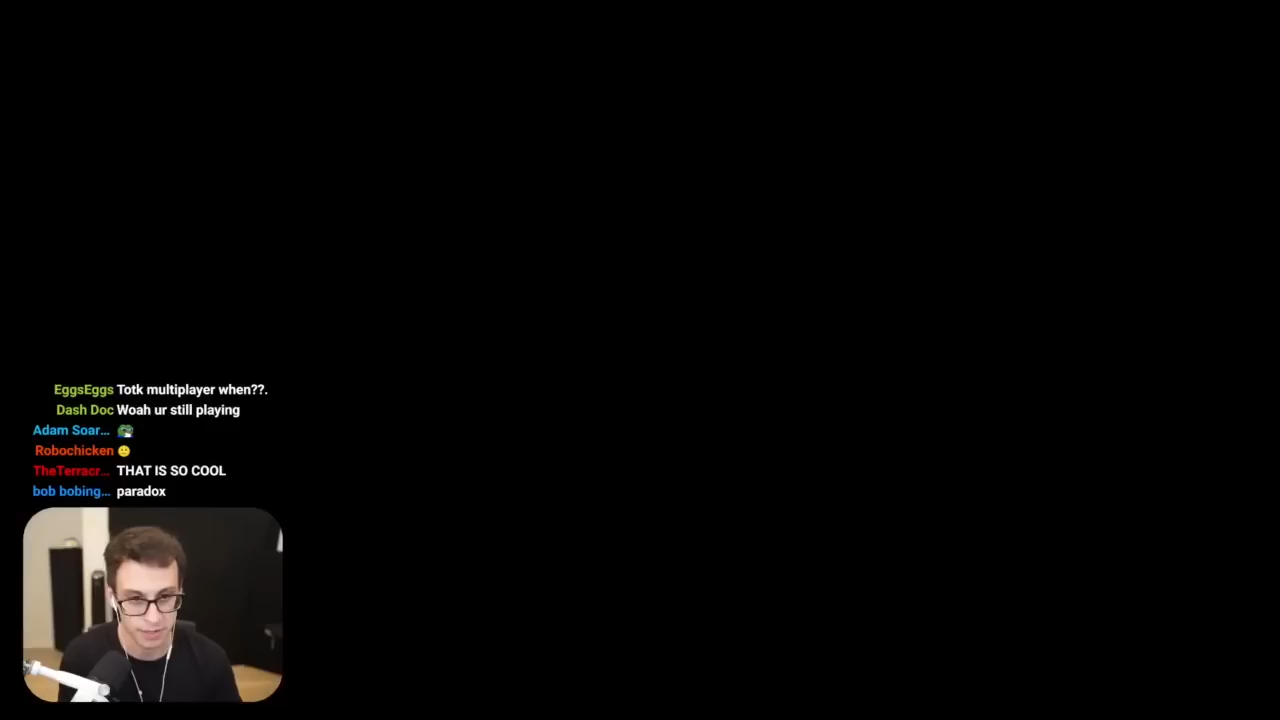 EggsEggs Totk multiplayer when??.
Dash Doc Woah ur still playing
Adam Soar...
Robochicken
TheTerracr... THAT IS SO COOL
bob bobing... paradox